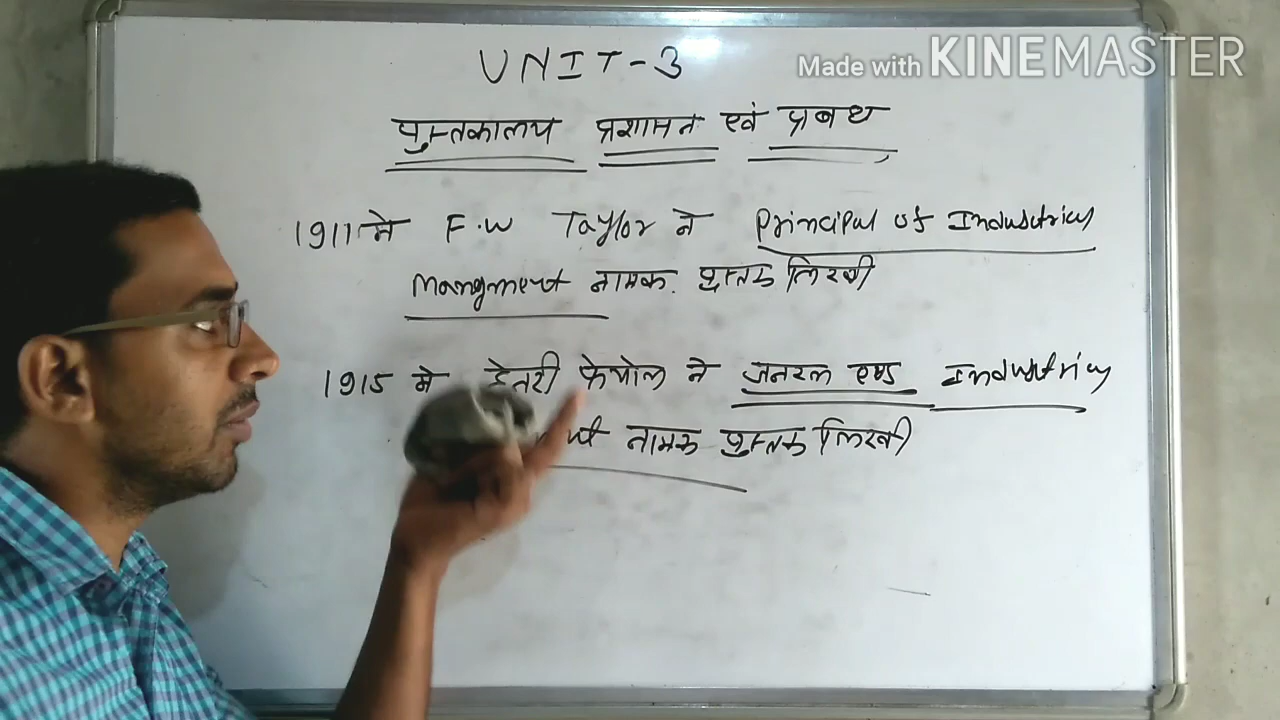 UNIT-3
Made with KINEMASTER
पुस्तकालय प्रशासन एवं प्रबंध
1911 मे F.W Taylor ने Principal of Industrial
Mangment नामक पुस्तक लिखी
1915 मे हेनरी फेयोल ने जनरल एण्ड Industrial
नामक पुस्तक लिखी